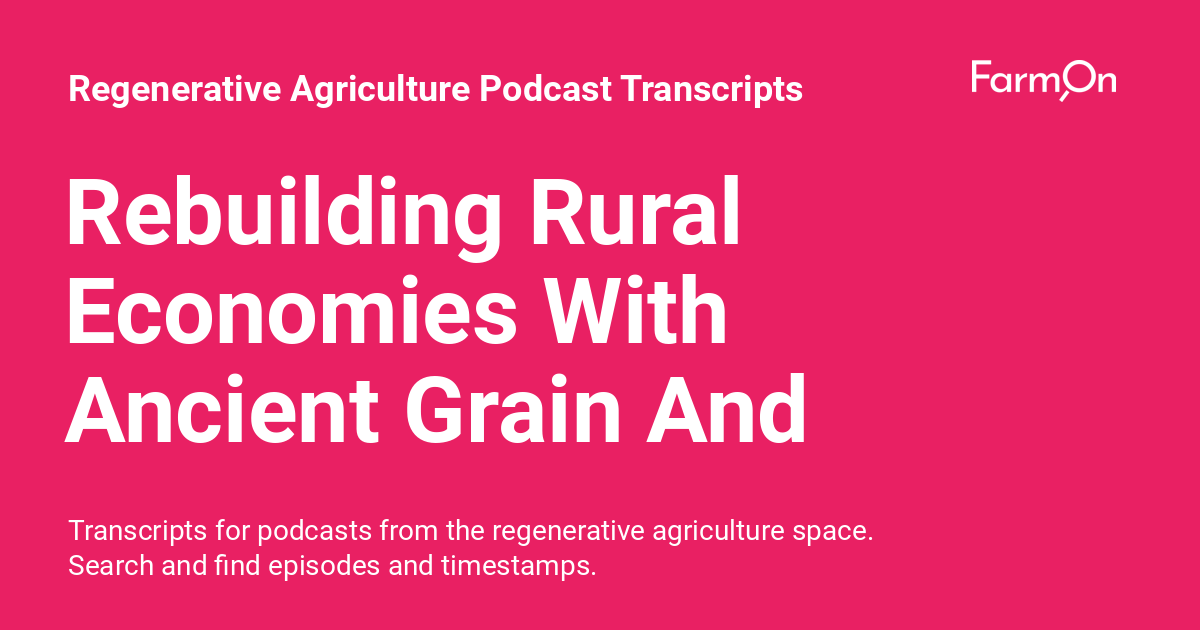 Regenerative Agriculture Podcast Transcripts
FarmOn
Rebuilding Rural
Economies With
Ancient Grain And
Transcripts for podcasts from the regenerative agriculture space.
Search and find episodes and timestamps.